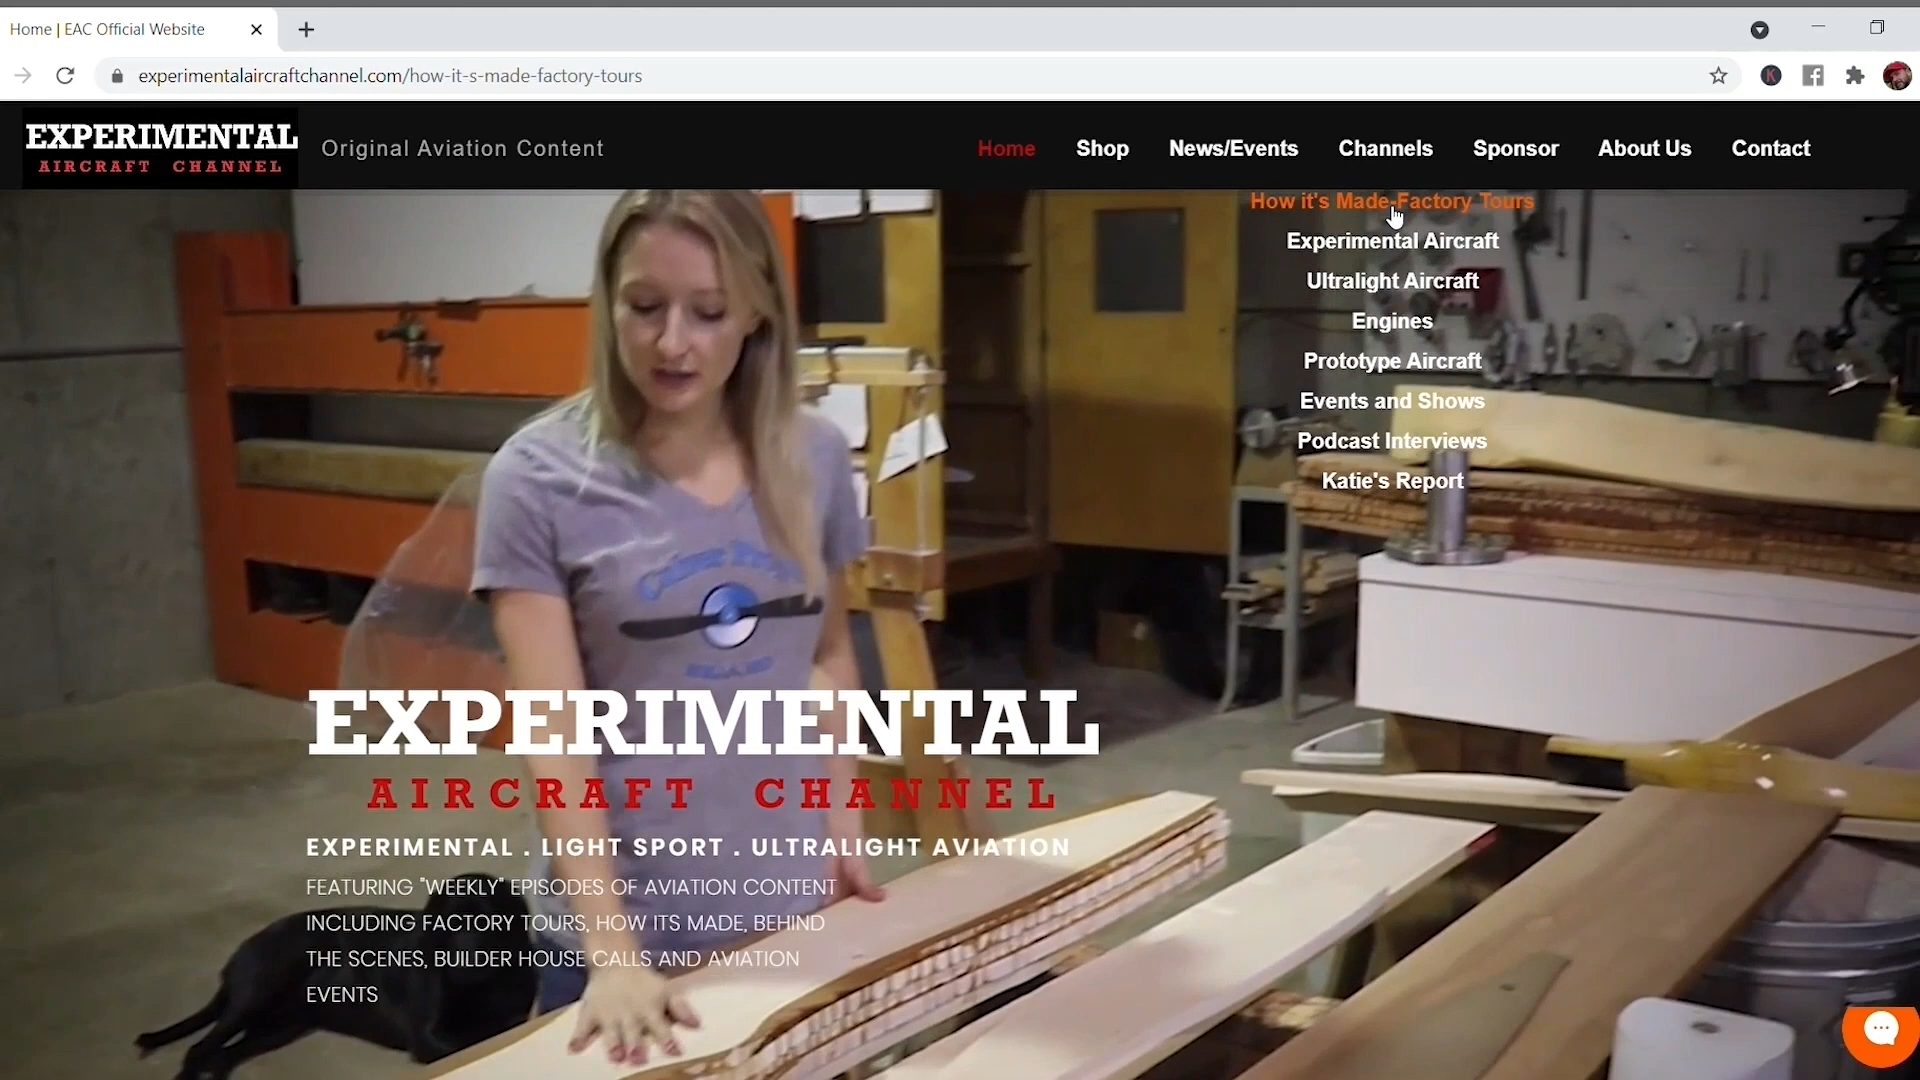 Home | EAC Official Website
experimentalaircraftchannel.com/how-it-s-made-factory-tours
K
EXPERIMENTAL
AIRCRAFT CHANNEL
Original Aviation Content
Home
Shop
News/Events
Channels
Sponsor
About Us
Contact
How it's Made-Factory Tours
Experimental Aircraft
Ultralight Aircraft
Engines
Prototype Aircraft
Events and Shows
Podcast Interviews
Katie's Report
EXPERIMENTAL
AIRCRAFT CHANNEL
EXPERIMENTAL . LIGHT SPORT . ULTRALIGHT AVIATION
FEATURING "WEEKLY" EPISODES OF AVIATION CONTENT
INCLUDING FACTORY TOURS, HOW ITS MADE, BEHIND
THE SCENES, BUILDER HOUSE CALLS AND AVIATION
EVENTS